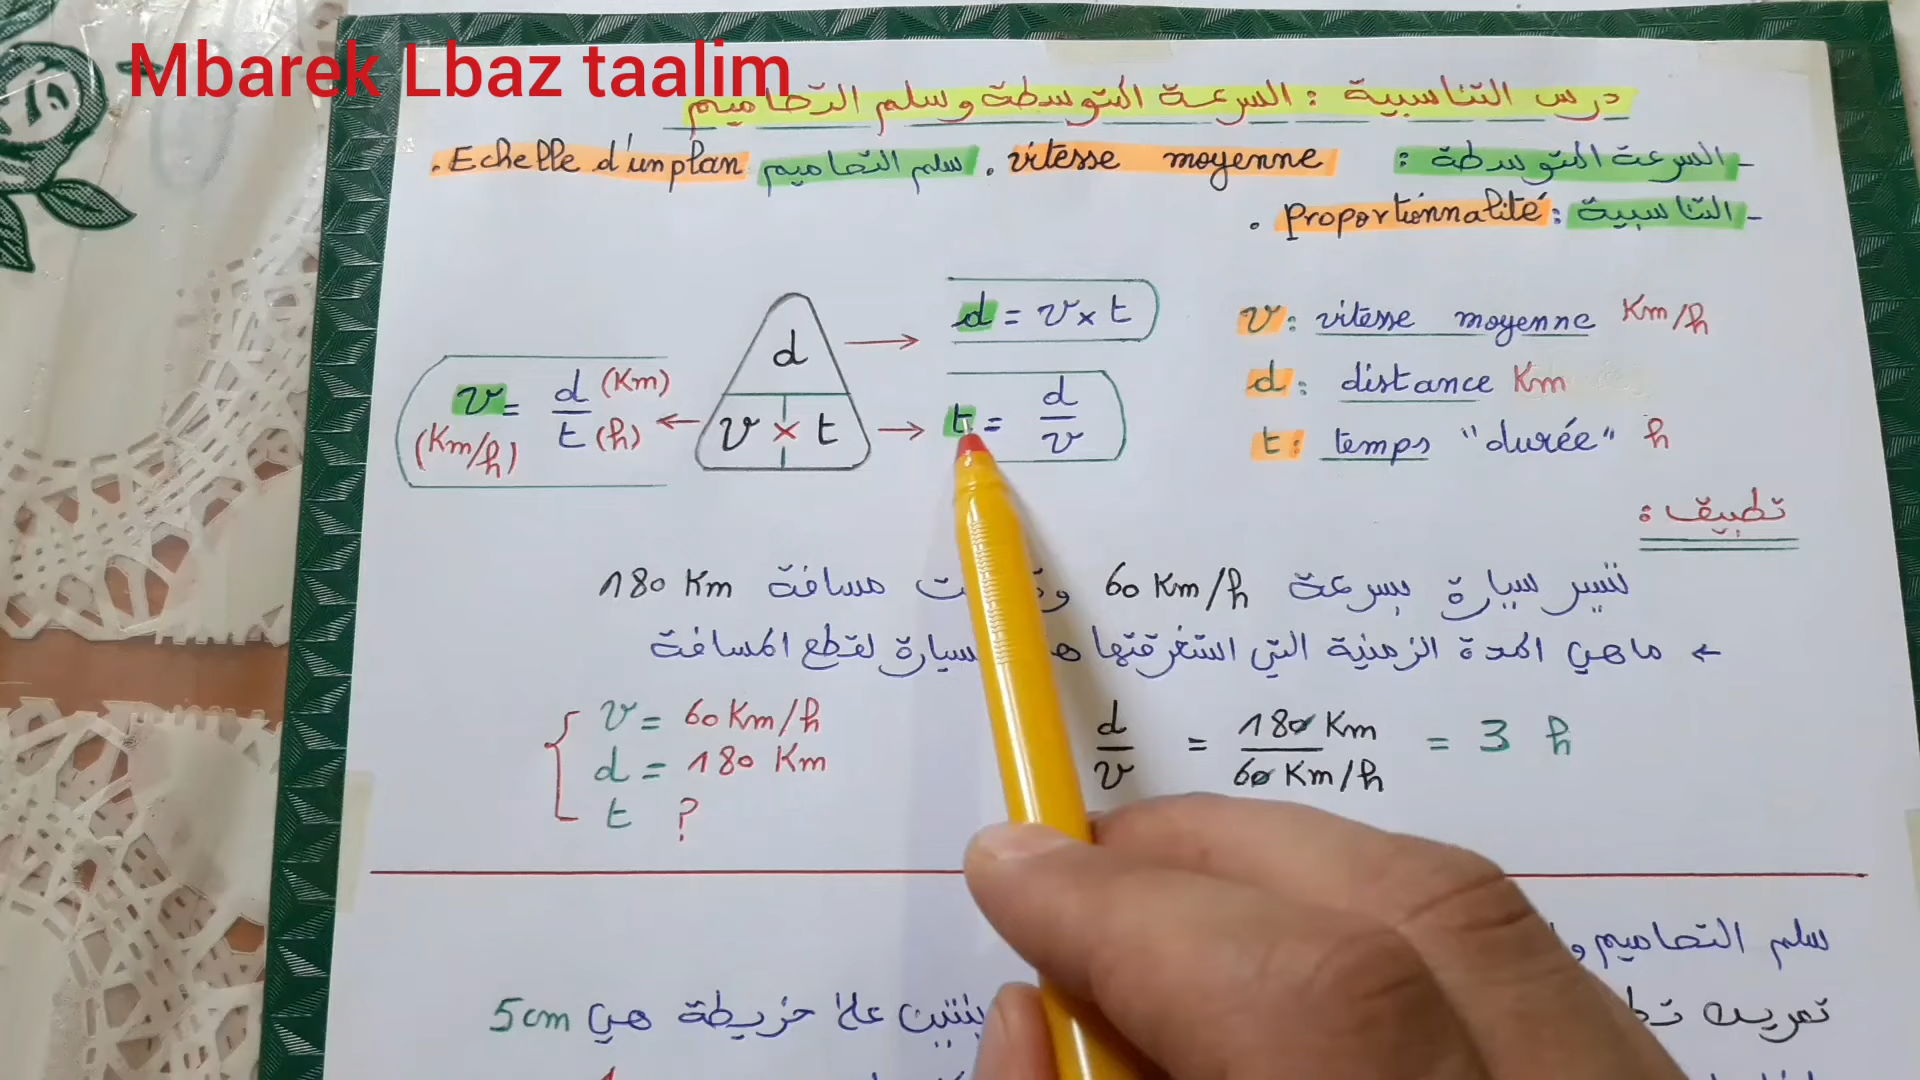 Mbarek Lbaz taalim
درس التناسبية : السرعة المتوسطة و سلم التصاميم
- السرعة المتوسطة : vitesse moyenne . سلم التصاميم Echelle d'un plan .
- التناسبية : proportionnalité .
d = v x t
v : vitesse moyenne Km/h
d
v = d/t (Km) (h) (Km/h)
v x t
t = d/v
d : distance Km
t : temps "durée" h
تطبيق :
تسير سيارة بسرعة 60 Km/h مسافة 180 Km
← ماهي المدة الزمنية التي استغرقتها لقطع المسافة
v = 60 Km/h
d = 180 Km
t ?
d/v = 180 Km / 60 Km/h = 3 h
سلم التصاميم
على خريطة هي 5 cm